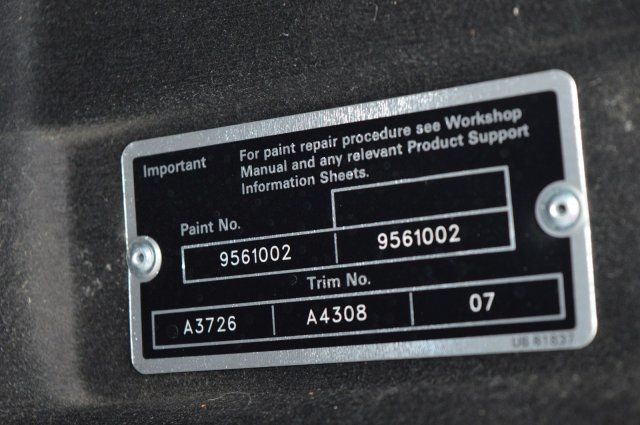 Important
For paint repair procedure see Workshop
Manual and any relevant Product Support
Information Sheets.
Paint No.
9561002 9561002
Trim No.
A3726 A4308 07